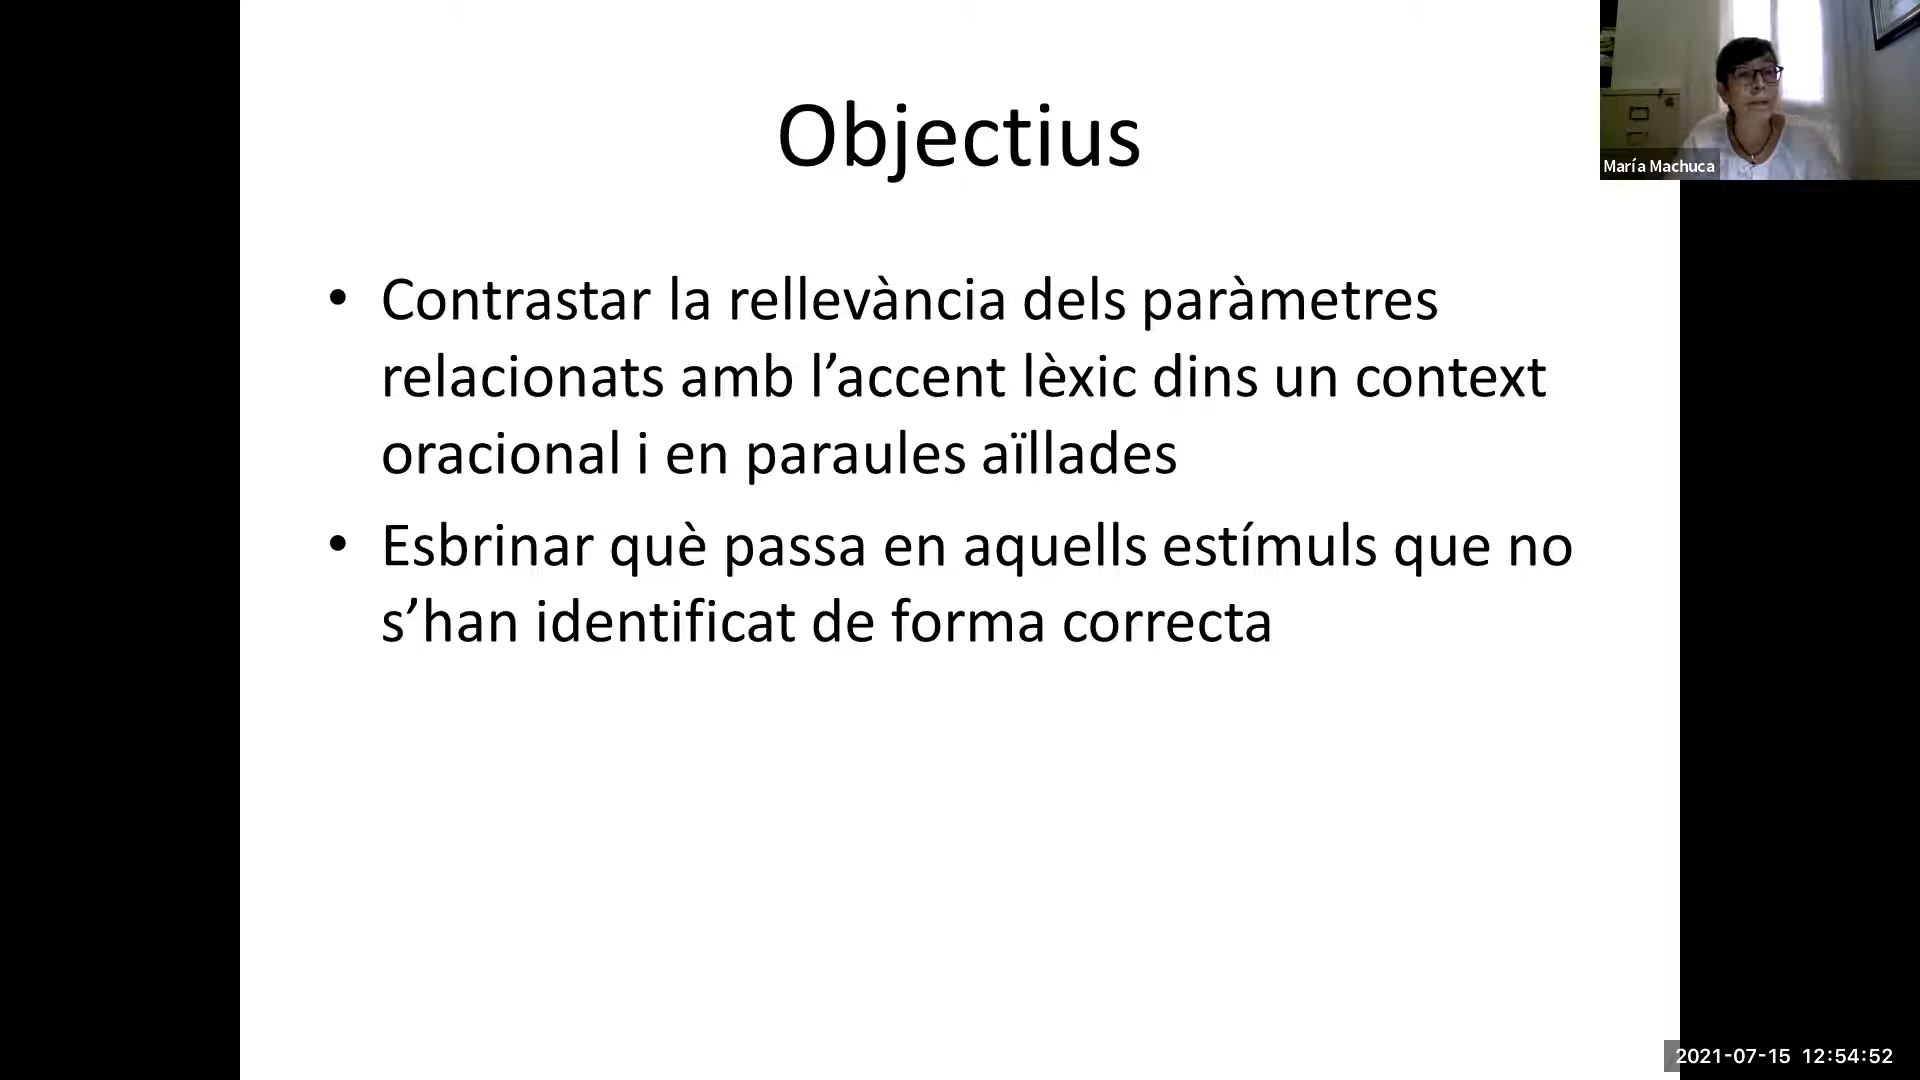 Objectius
María Machuca
• Contrastar la rellevància dels paràmetres
relacionats amb l’accent lèxic dins un context
oracional i en paraules aïllades
• Esbrinar què passa en aquells estímuls que no
s’han identificat de forma correcta
2021-07-15 12:54:52